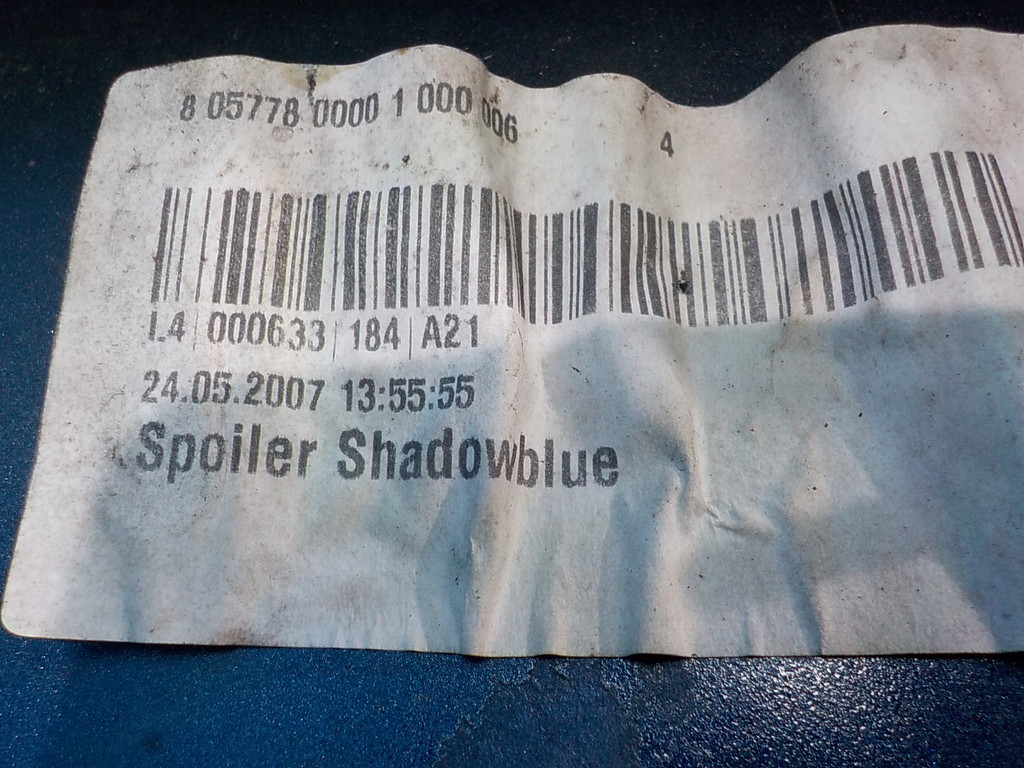 8 05778 0000 1 000 006 4
L4 | 000633 | 184 | A21
24.05.2007 13:55:55
Spoiler Shadowblue